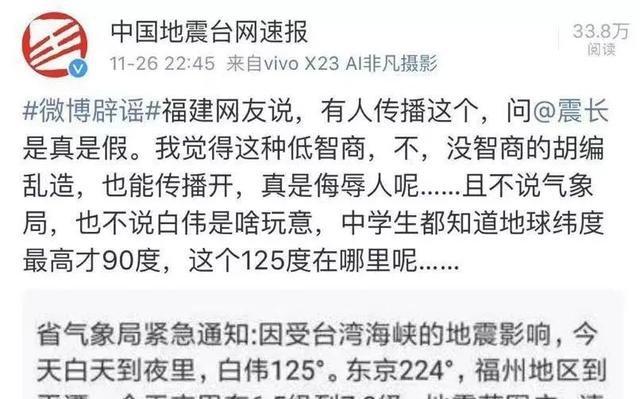 中国地震台网速报
33.8万
11-26 22:45 来自vivo X23 AI非凡摄影
阅读
#微博辟谣#福建网友说，有人传播这个，问@震长
是真是假。我觉得这种低智商，不，没智商的胡编
乱造，也能传播开，真是侮辱人呢……且不说气象
局，也不说白伟是啥玩意，中学生都知道地球纬度
最高才90度，这个125度在哪里呢……
省气象局紧急通知:因受台湾海峡的地震影响，今
天白天到夜里，白伟125°。东京224°，福州地区到